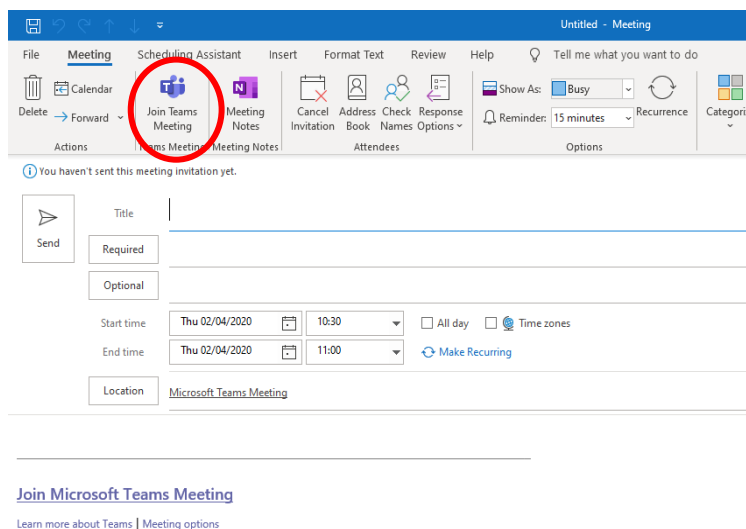 Untitled - Meeting
File Meeting Scheduling Assistant Insert Format Text Review Help Tell me what you want to do
Delete
Calendar
Forward
Actions
Join Teams
Meeting
Teams Meeting
Meeting
Notes
Meeting Notes
Cancel
Invitation
Address
Book
Check
Names
Response
Options
Attendees
Show As: Busy
Reminder: 15 minutes
Recurrence
Options
Categori
You haven't sent this meeting invitation yet.
Send
Title
Required
Optional
Start time Thu 02/04/2020 10:30 All day Time zones
End time Thu 02/04/2020 11:00 Make Recurring
Location Microsoft Teams Meeting
Join Microsoft Teams Meeting
Learn more about Teams | Meeting options